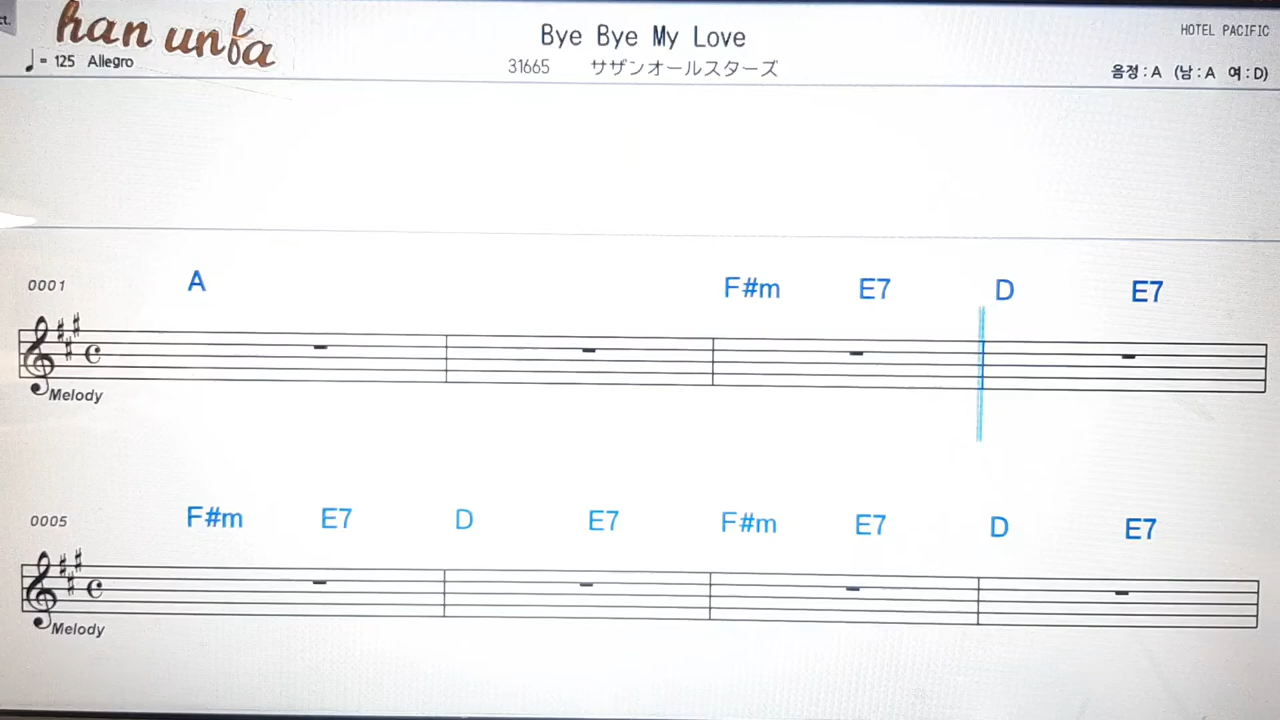 han unfa
ct.
♩= 125 Allegro
Bye Bye My Love
31665 サザンオールスターズ
HOTEL PACIFIC
음정:A (남:A 여:D)
0001 A F#m E7 D E7
Melody
0005 F#m E7 D E7 F#m E7 D E7
Melody